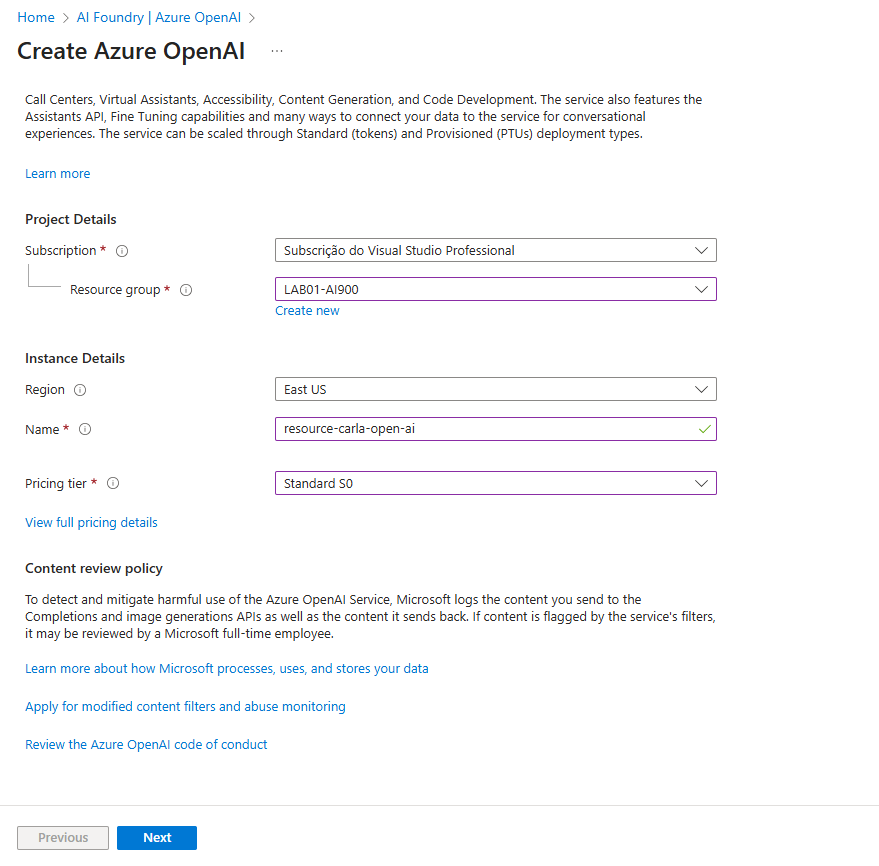 Home > AI Foundry | Azure OpenAI >
Create Azure OpenAI ...
Call Centers, Virtual Assistants, Accessibility, Content Generation, and Code Development. The service also features the
Assistants API, Fine Tuning capabilities and many ways to connect your data to the service for conversational
experiences. The service can be scaled through Standard (tokens) and Provisioned (PTUs) deployment types.
Learn more
Project Details
Subscription * Subscrição do Visual Studio Professional
Resource group * LAB01-AI900
Create new
Instance Details
Region East US
Name * resource-carla-open-ai
Pricing tier * Standard S0
View full pricing details
Content review policy
To detect and mitigate harmful use of the Azure OpenAI Service, Microsoft logs the content you send to the
Completions and image generations APIs as well as the content it sends back. If content is flagged by the service's filters,
it may be reviewed by a Microsoft full-time employee.
Learn more about how Microsoft processes, uses, and stores your data
Apply for modified content filters and abuse monitoring
Review the Azure OpenAI code of conduct
Previous Next